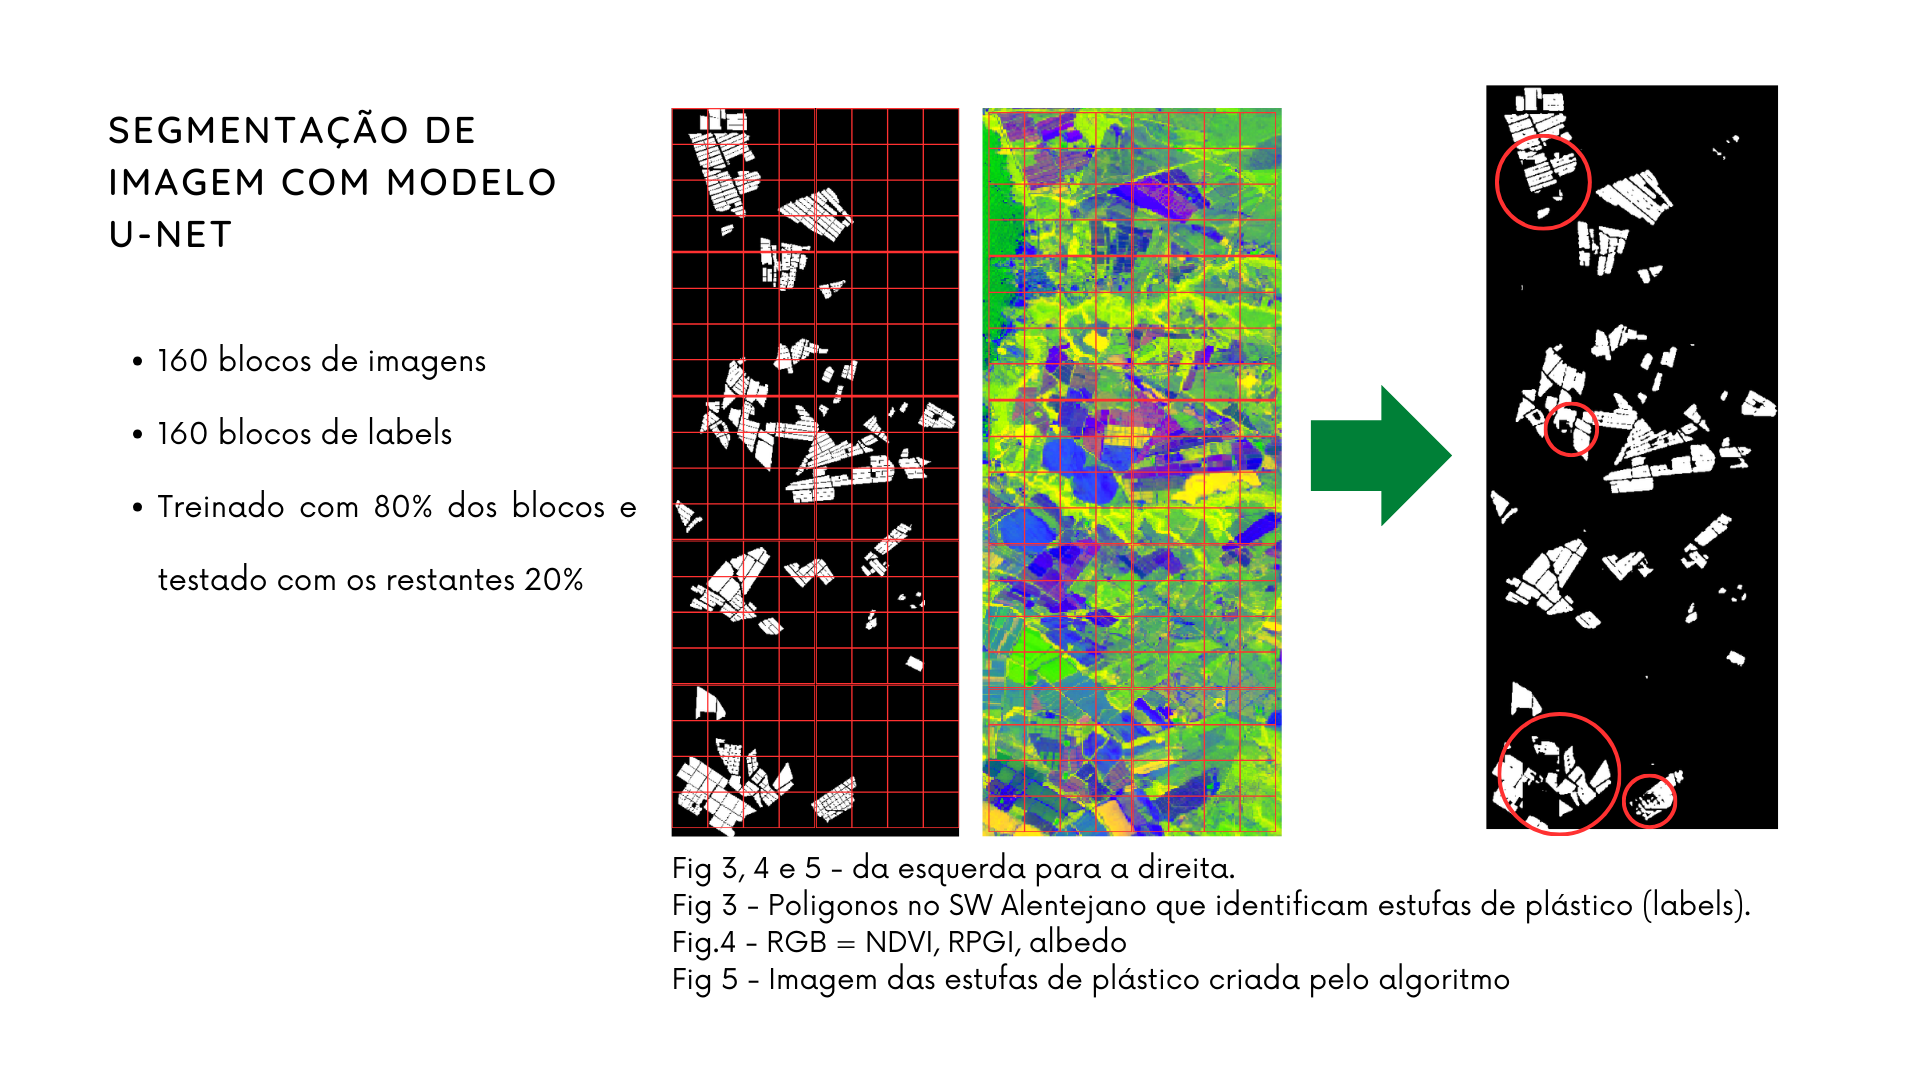 SEGMENTAÇÃO DE
IMAGEM COM MODELO
U-NET
• 160 blocos de imagens
• 160 blocos de labels
• Treinado com 80% dos blocos e
testado com os restantes 20%
Fig 3, 4 e 5 - da esquerda para a direita.
Fig 3 - Poligonos no SW Alentejano que identificam estufas de plástico (labels).
Fig.4 - RGB = NDVI, RPGI, albedo
Fig 5 - Imagem das estufas de plástico criada pelo algoritmo